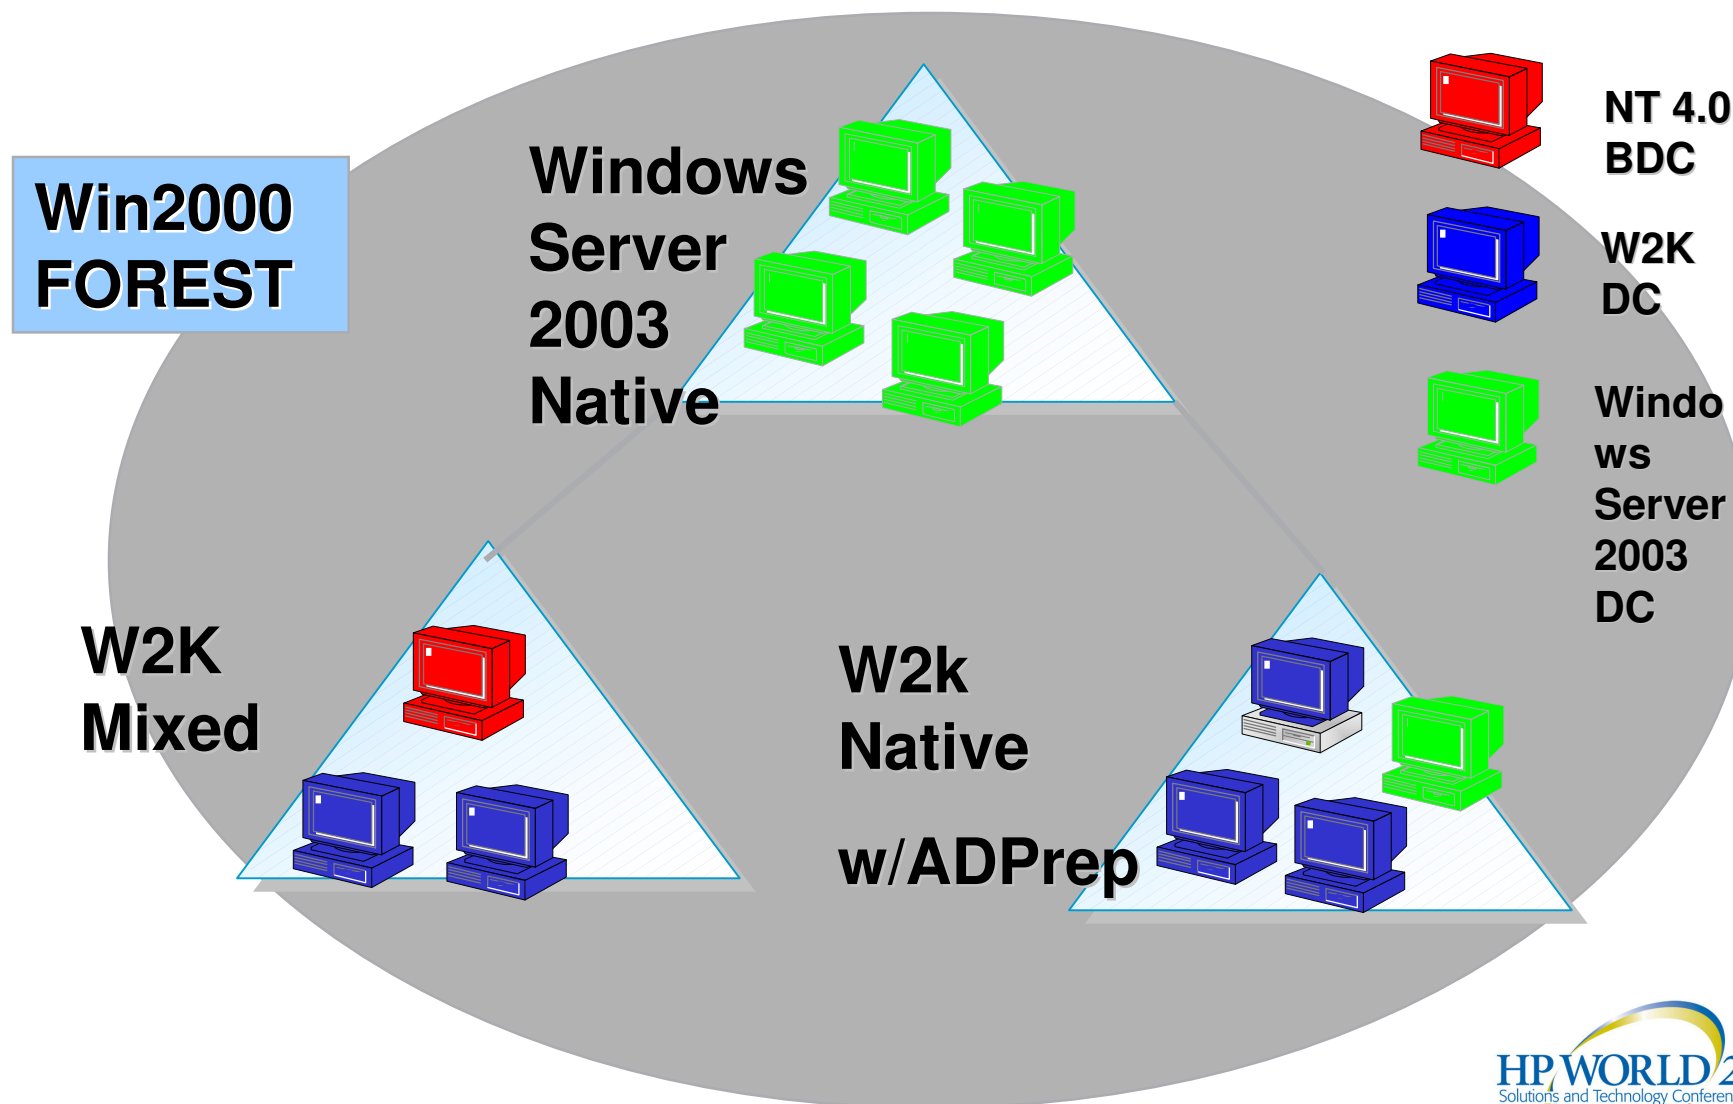 Win2000
FOREST
Windows
Server
2003
Native
NT 4.0
BDC
W2K
DC
Windo
ws
Server
2003
DC
W2K
Mixed
W2k
Native
w/ADPrep
HP WORLD 2
Solutions and Technology Conferen